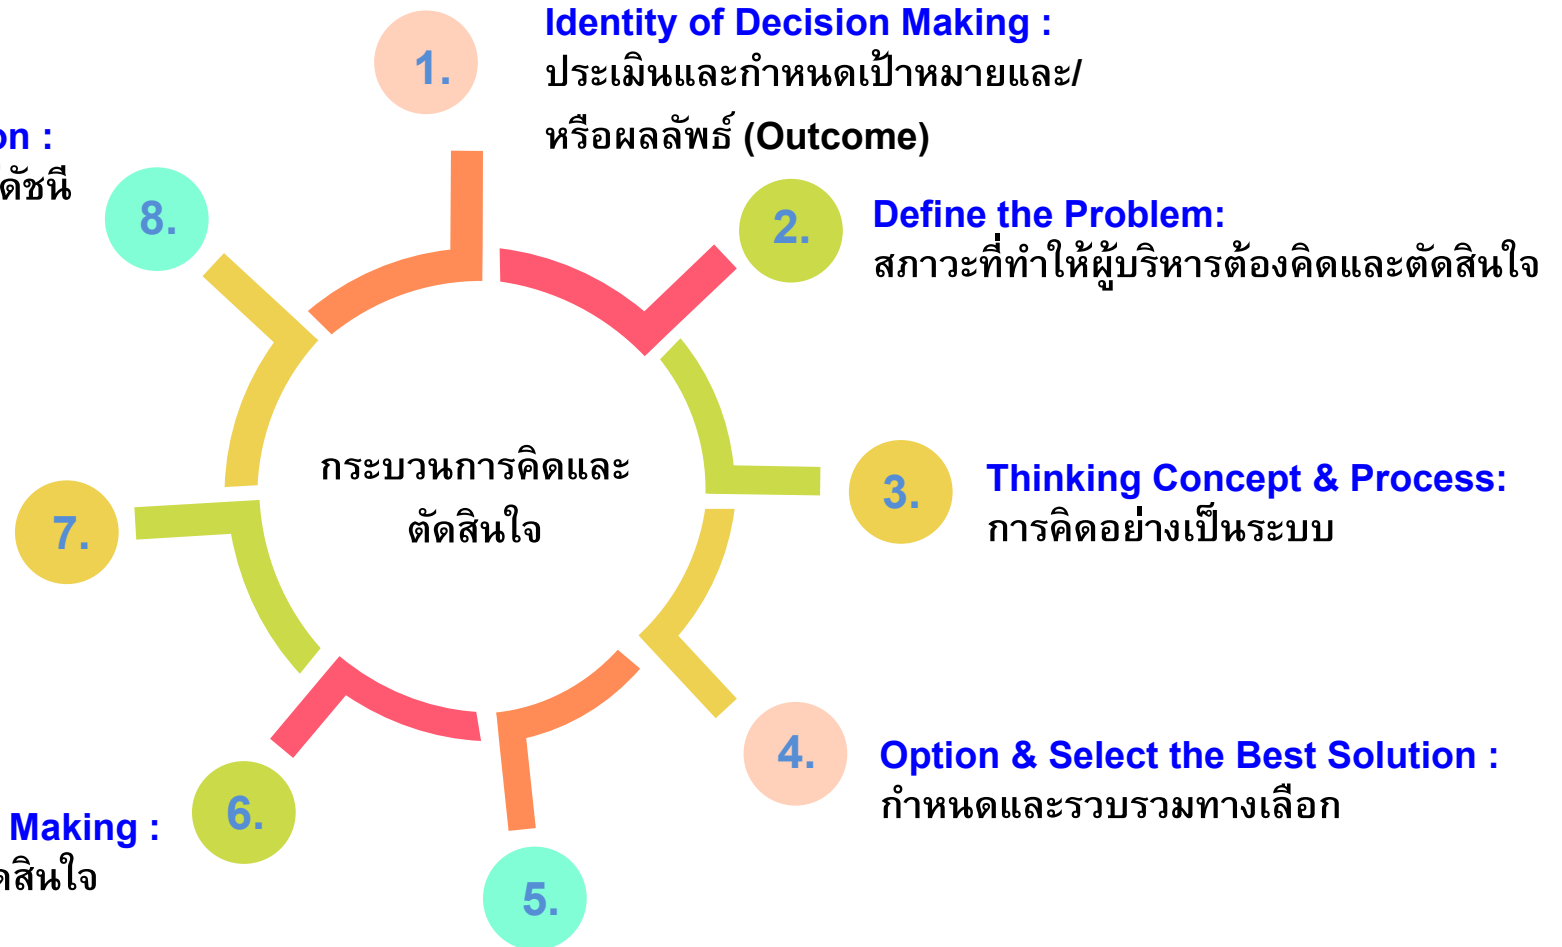 1.
Identity of Decision Making :
ประเมินและกำหนดเป้าหมายและ/
หรือผลลัพธ์ (Outcome)
2.
Define the Problem:
สภาวะที่ทำให้ผู้บริหารต้องคิดและตัดสินใจ
3.
Thinking Concept & Process:
การคิดอย่างเป็นระบบ
4.
Option & Select the Best Solution :
กำหนดและรวบรวมทางเลือก
5.
6.
Making :
สินใจ
7.
8.
on :
ดัชนี
กระบวนการคิดและ
ตัดสินใจ